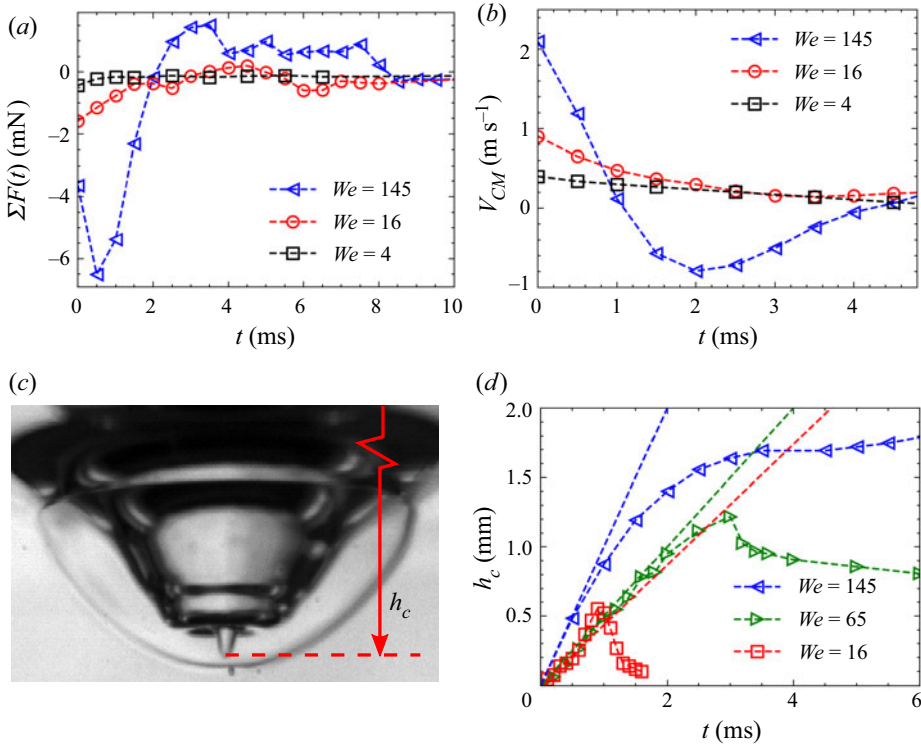 (a)
ΣF(t) (mN)
0
−2
−4
−6
0 2 4 6 8 10
t (ms)
We = 145
We = 16
We = 4
(b)
V_CM (m s⁻¹)
2
1
0
−1
0 1 2 3 4
t (ms)
We = 145
We = 16
We = 4
(c)
h_c
(d)
h_c (mm)
2.0
1.5
1.0
0.5
0 2 4 6
t (ms)
We = 145
We = 65
We = 16